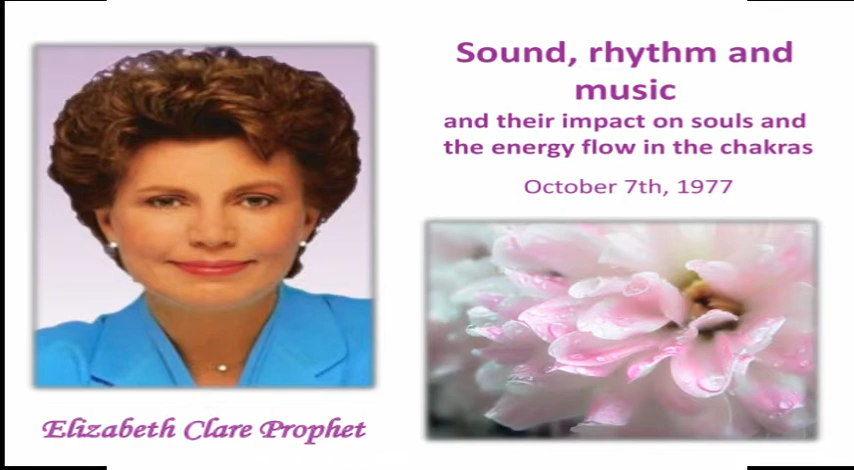 Sound, rhythm and
music
and their impact on souls and
the energy flow in the chakras
October 7th, 1977
Elizabeth Clare Prophet